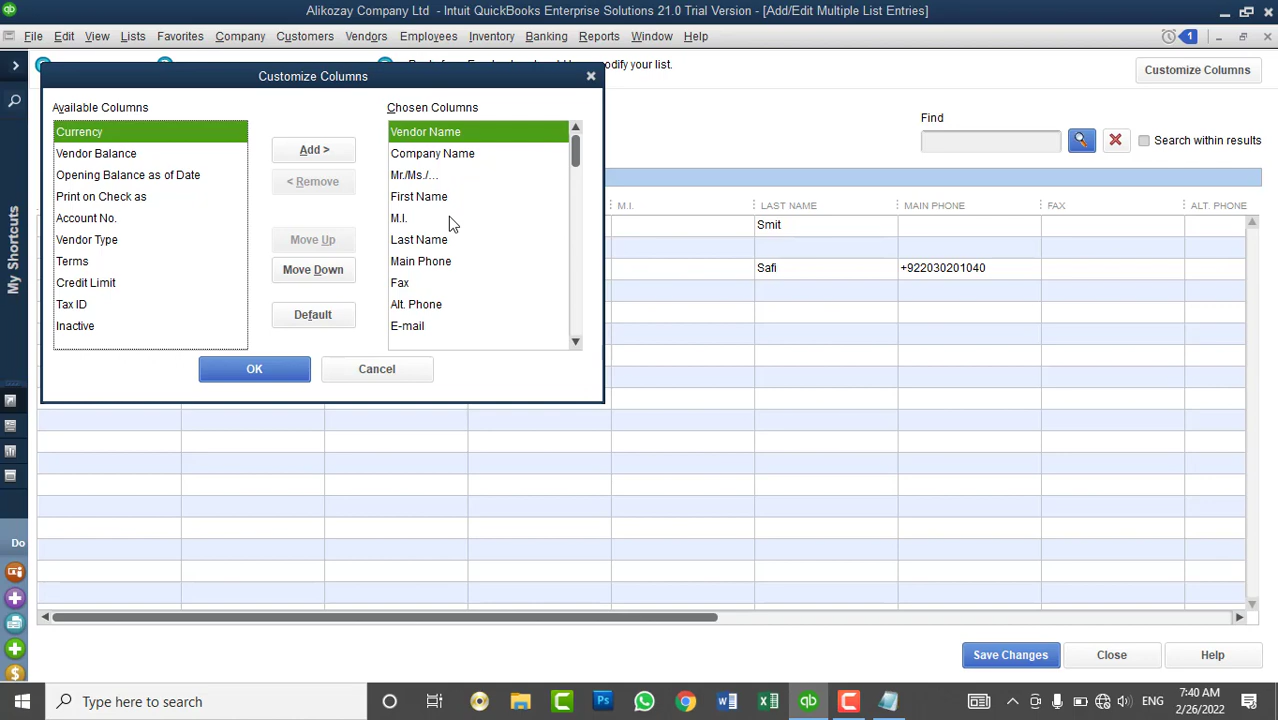 Alikozay Company Ltd - Intuit QuickBooks Enterprise Solutions 21.0 Trial Version - [Add/Edit Multiple List Entries]
File Edit View Lists Favorites Company Customers Vendors Employees Inventory Banking Reports Window Help
1
modify your list.
Customize Columns
Customize Columns
Available Columns
Chosen Columns
Find
Search within results
Currency
Vendor Balance
Opening Balance as of Date
Print on Check as
Account No.
Vendor Type
Terms
Credit Limit
Tax ID
Inactive
Add >
< Remove
Move Up
Move Down
Default
Vendor Name
Company Name
Mr./Ms./...
First Name
M.I.
Last Name
Main Phone
Fax
Alt. Phone
E-mail
OK
Cancel
M.I. LAST NAME MAIN PHONE FAX ALT. PHONE
Smit
Safi +922030201040
My Shortcuts
Do
Save Changes
Close
Help
Type here to search
ENG
7:40 AM
2/26/2022